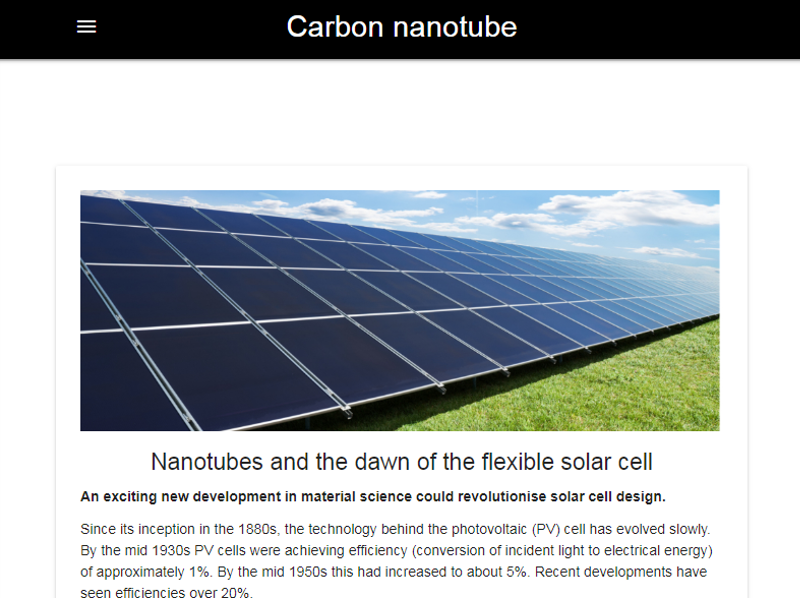 Carbon nanotube
Nanotubes and the dawn of the flexible solar cell
An exciting new development in material science could revolutionise solar cell design.
Since its inception in the 1880s, the technology behind the photovoltaic (PV) cell has evolved slowly.
By the mid 1930s PV cells were achieving efficiency (conversion of incident light to electrical energy)
of approximately 1%. By the mid 1950s this had increased to about 5%. Recent developments have
seen efficiencies over 20%.